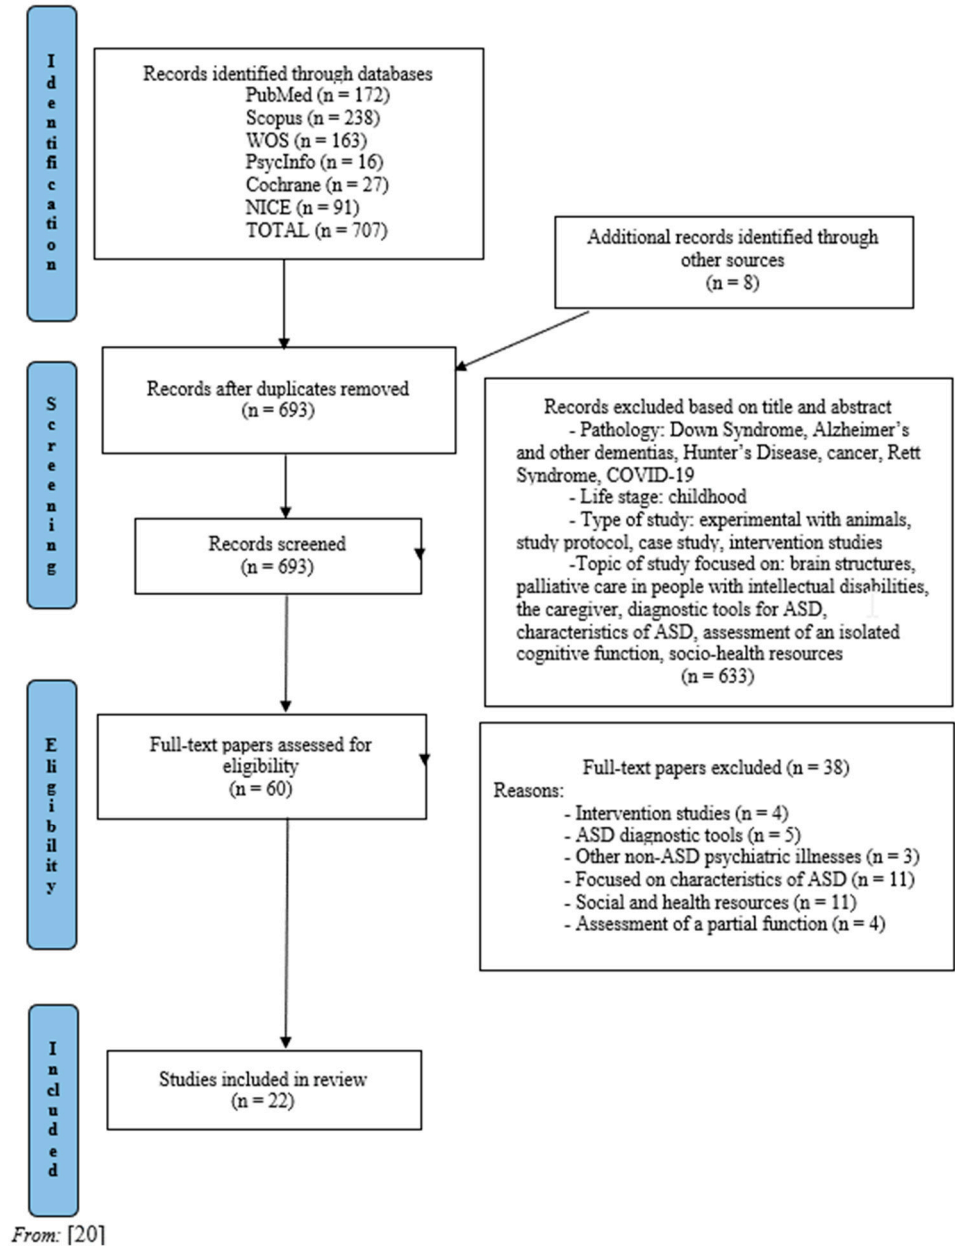 Identification
Records identified through databases
PubMed (n = 172)
Scopus (n = 238)
WOS (n = 163)
PsycInfo (n = 16)
Cochrane (n = 27)
NICE (n = 91)
TOTAL (n = 707)
Additional records identified through
other sources
(n = 8)
Screening
Records after duplicates removed
(n = 693)
Records excluded based on title and abstract
- Pathology: Down Syndrome, Alzheimer's
and other dementias, Hunter's Disease, cancer, Rett
Syndrome, COVID-19
- Life stage: childhood
- Type of study: experimental with animals,
study protocol, case study, intervention studies
-Topic of study focused on: brain structures,
palliative care in people with intellectual disabilities,
the caregiver, diagnostic tools for ASD,
characteristics of ASD, assessment of an isolated
cognitive function, socio-health resources
(n = 633)
Records screened
(n = 693)
Eligibility
Full-text papers assessed for
eligibility
(n = 60)
Full-text papers excluded (n = 38)
Reasons:
- Intervention studies (n = 4)
- ASD diagnostic tools (n = 5)
- Other non-ASD psychiatric illnesses (n = 3)
- Focused on characteristics of ASD (n = 11)
- Social and health resources (n = 11)
- Assessment of a partial function (n = 4)
Included
Studies included in review
(n = 22)
From: [20]